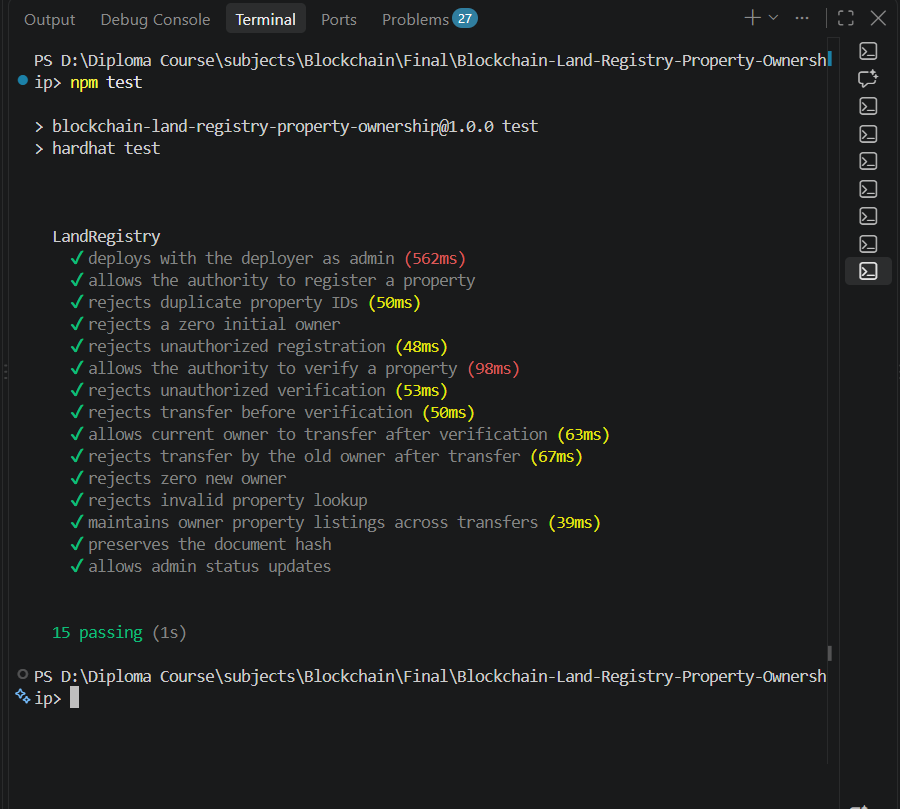 Output Debug Console Terminal Ports Problems 27
PS D:\Diploma Course\subjects\Blockchain\Final\Blockchain-Land-Registry-Property-Ownersh
ip> npm test
> blockchain-land-registry-property-ownership@1.0.0 test
> hardhat test
LandRegistry
✓ deploys with the deployer as admin (562ms)
✓ allows the authority to register a property
✓ rejects duplicate property IDs (50ms)
✓ rejects a zero initial owner
✓ rejects unauthorized registration (48ms)
✓ allows the authority to verify a property (98ms)
✓ rejects unauthorized verification (53ms)
✓ rejects transfer before verification (50ms)
✓ allows current owner to transfer after verification (63ms)
✓ rejects transfer by the old owner after transfer (67ms)
✓ rejects zero new owner
✓ rejects invalid property lookup
✓ maintains owner property listings across transfers (39ms)
✓ preserves the document hash
✓ allows admin status updates
15 passing (1s)
PS D:\Diploma Course\subjects\Blockchain\Final\Blockchain-Land-Registry-Property-Ownersh
ip>